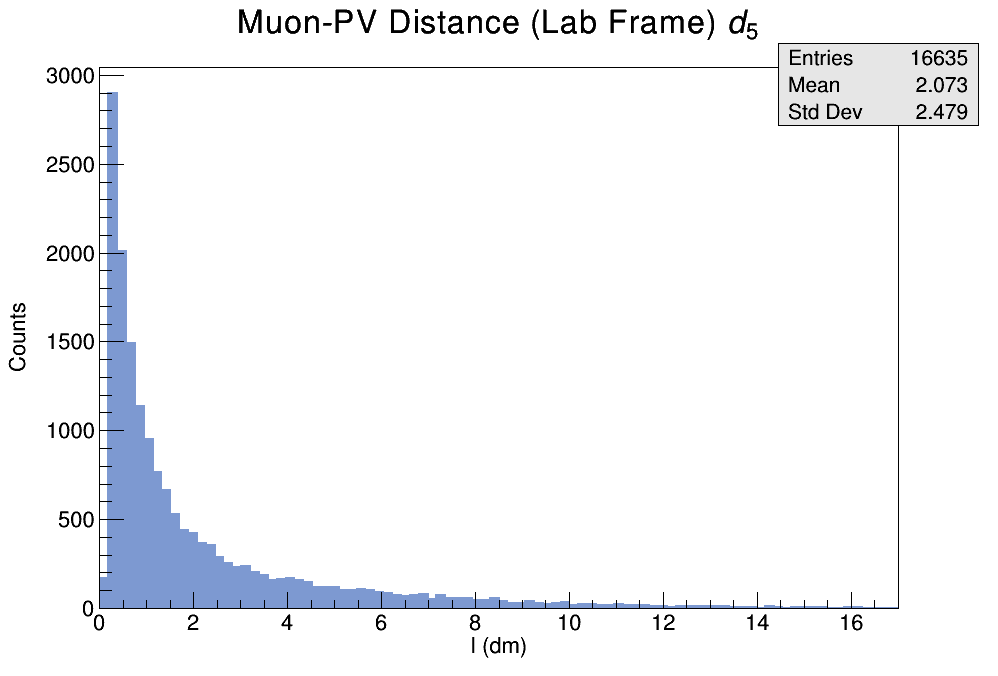 Muon-PV Distance (Lab Frame) d5
Entries 16635
Mean 2.073
Std Dev 2.479
3000
2500
2000
1500
1000
500
0
Counts
0 2 4 6 8 10 12 14 16
l (dm)